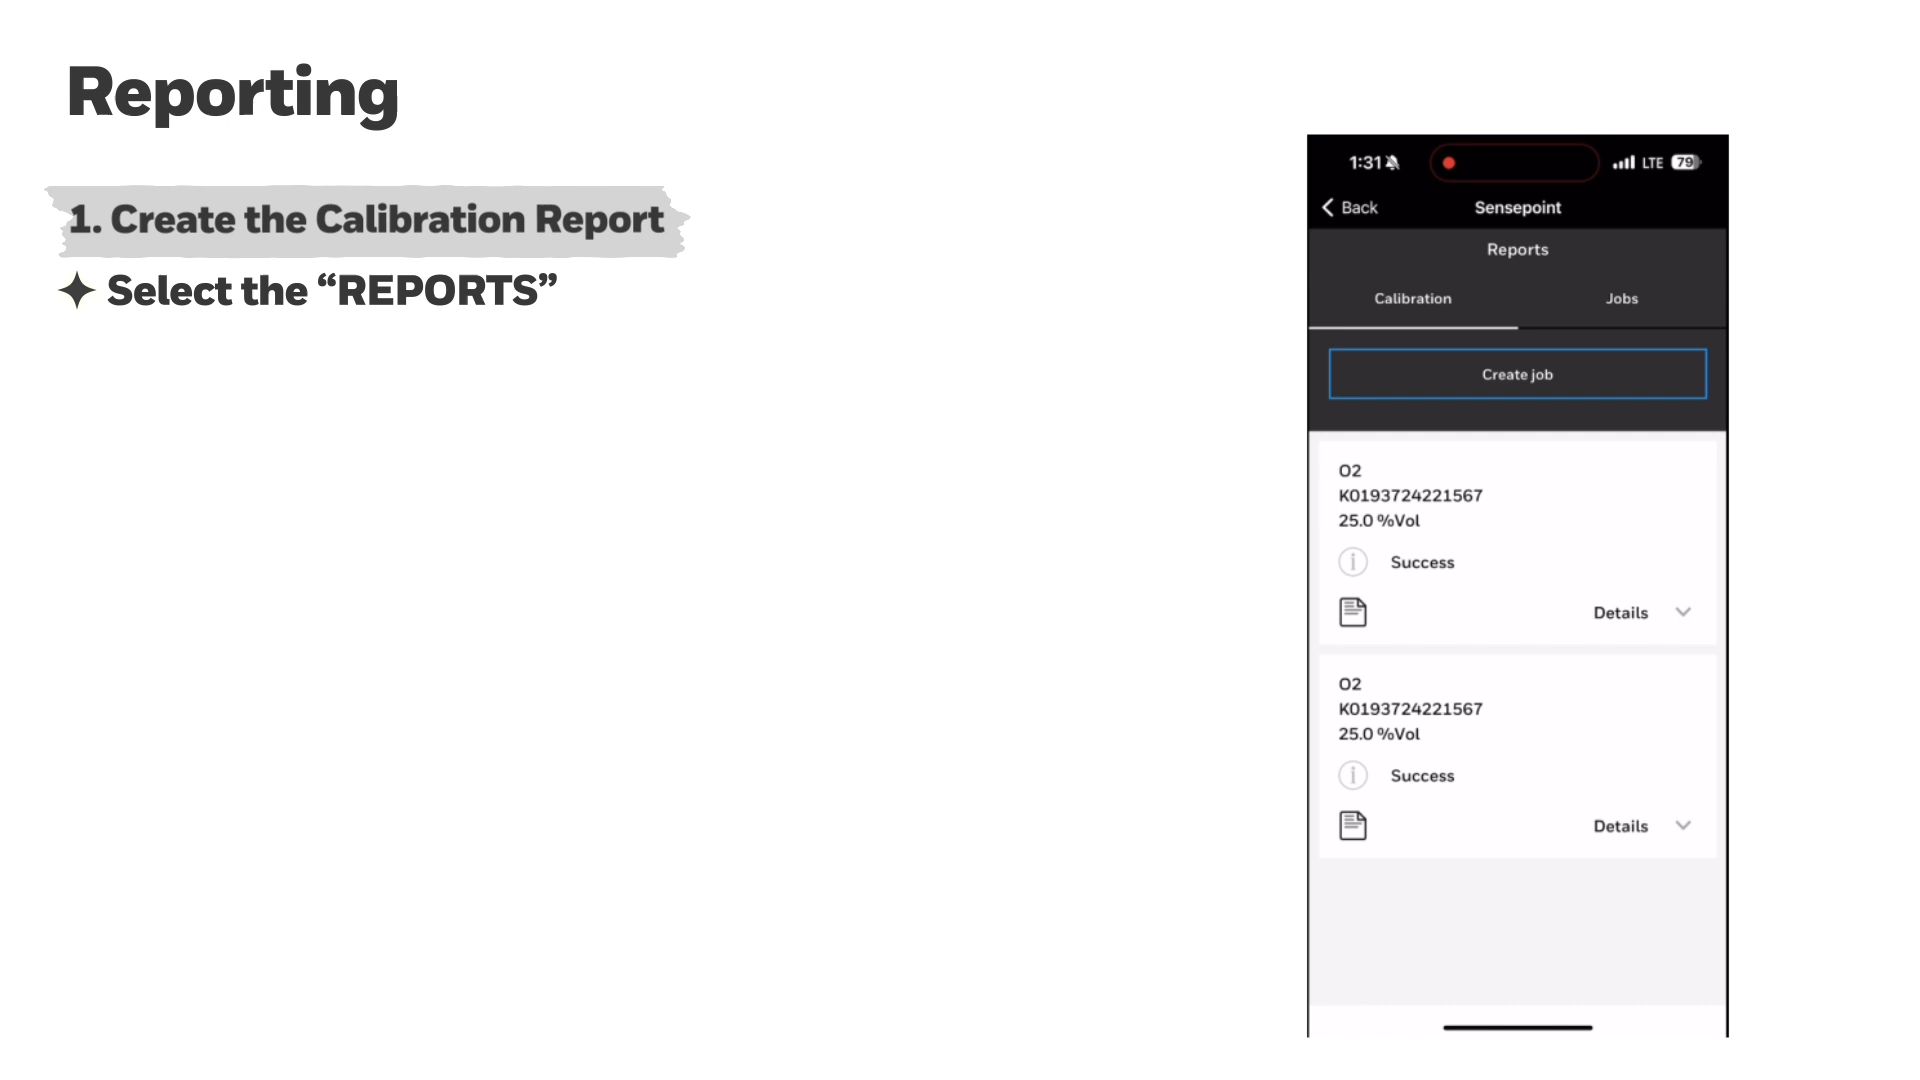 Reporting
1. Create the Calibration Report
Select the “REPORTS”
1:31 LTE 79
Back Sensepoint
Reports
Calibration Jobs
Create job
O2
K0193724221567
25.0 %Vol
Success
Details
O2
K0193724221567
25.0 %Vol
Success
Details